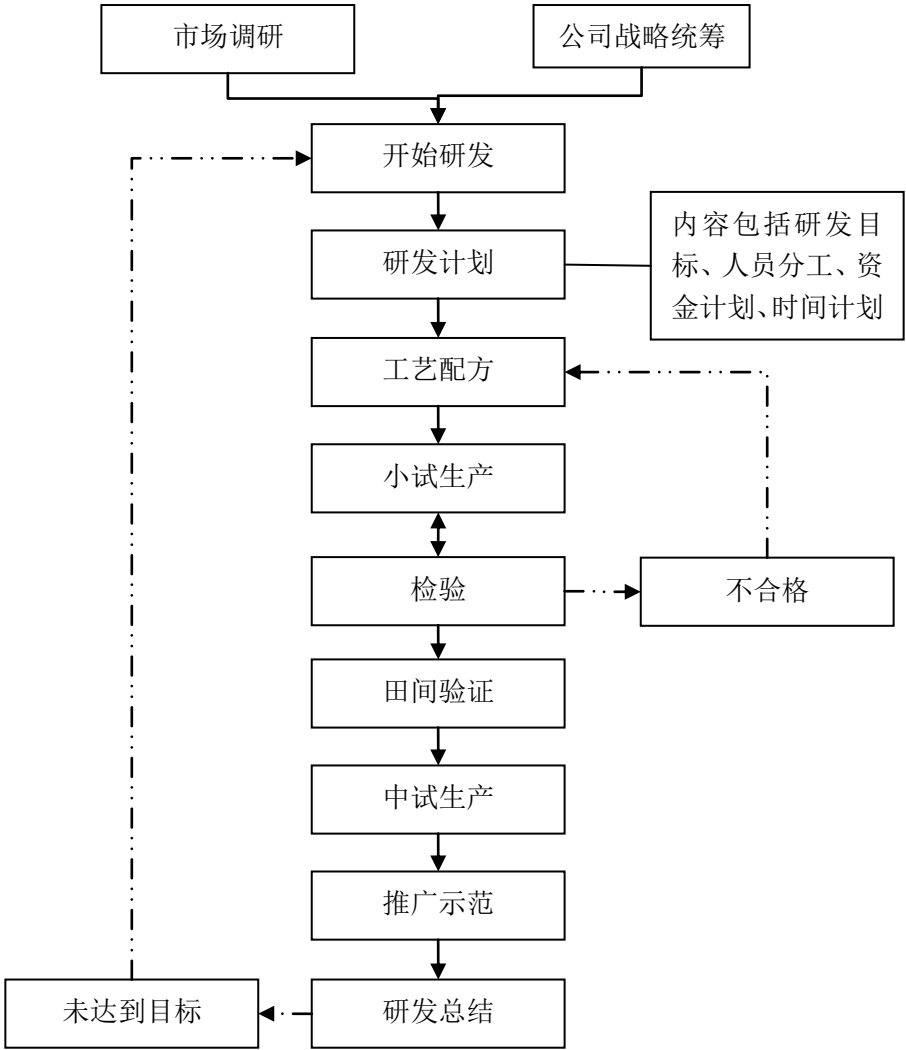 市场调研
公司战略统筹
开始研发
研发计划
内容包括研发目
标、人员分工、资
金计划、时间计划
工艺配方
小试生产
检验
不合格
田间验证
中试生产
推广示范
未达到目标
研发总结